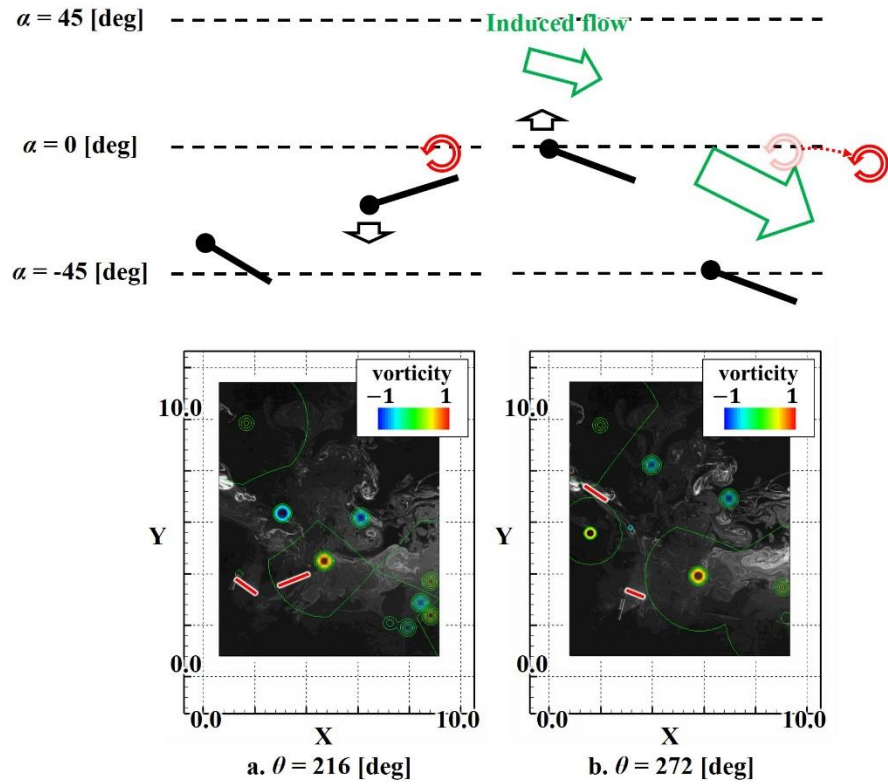 α = 45 [deg]
Induced flow
α = 0 [deg]
α = -45 [deg]
vorticity
−1 1
vorticity
−1 1
10.0
10.0
Y
Y
0.0
0.0
0.0 10.0
0.0 10.0
X
X
a. θ = 216 [deg]
b. θ = 272 [deg]